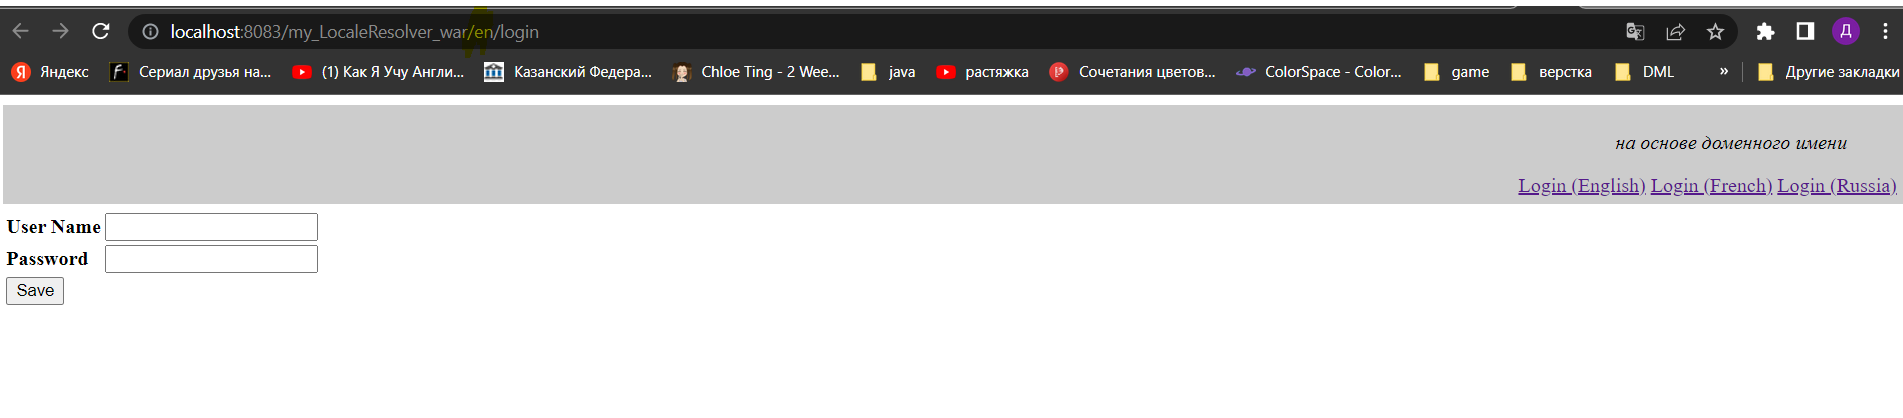 localhost:8083/my_LocaleResolver_war/en/login
Д
Яндекс Сериал друзья на... (1) Как Я Учу Англи... Казанский Федера... Chloe Ting - 2 Wee... java растяжка Сочетания цветов... ColorSpace - Color... game верстка DML » Другие закладки
на основе доменного имени
Login (English) Login (French) Login (Russia)
User Name
Password
Save